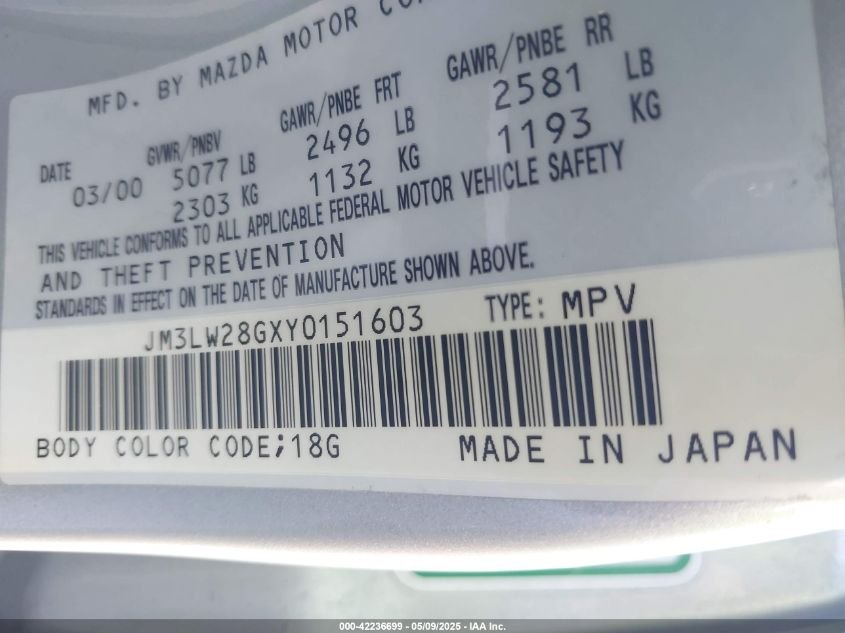 MFD. BY MAZDA MOTOR
DATE GVWR/PNBV GAWR/PNBE FRT GAWR/PNBE RR
03/00 5077 LB 2496 LB 2581 LB
2303 KG 1132 KG 1193 KG
THIS VEHICLE CONFORMS TO ALL APPLICABLE FEDERAL MOTOR VEHICLE SAFETY
AND THEFT PREVENTION
STANDARDS IN EFFECT ON THE DATE OF MANUFACTURE SHOWN ABOVE.
JM3LW28GXY0151603 TYPE: MPV
BODY COLOR CODE;18G MADE IN JAPAN
000-42236699 - 05/09/2025 - IAA Inc.